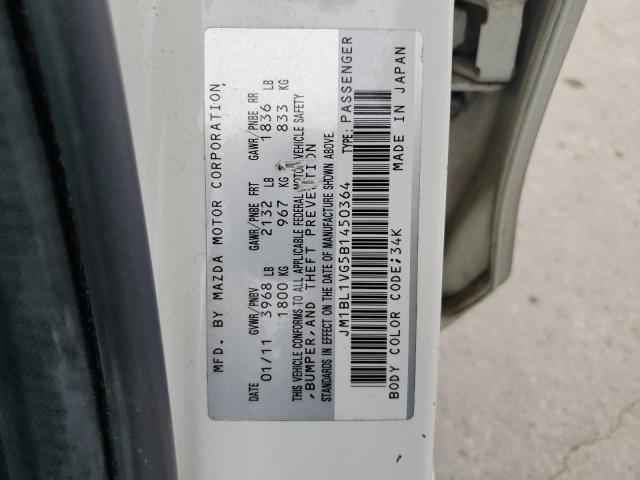 MFD. BY MAZDA MOTOR CORPORATION,
DATE GVWR/PNBV GAWR/PNBE FRT GAWR/PNBE RR
01/11 3968 LB 2132 LB 1836 LB
1800 KG 967 KG 833 KG
THIS VEHICLE CONFORMS TO ALL APPLICABLE FEDERAL MOTOR VEHICLE SAFETY
,BUMPER,AND THEFT PREVENTION
STANDARDS IN EFFECT ON THE DATE OF MANUFACTURE SHOWN ABOVE.
JM1BL1VG5B1450364 TYPE: PASSENGER
BODY COLOR CODE;34K MADE IN JAPAN